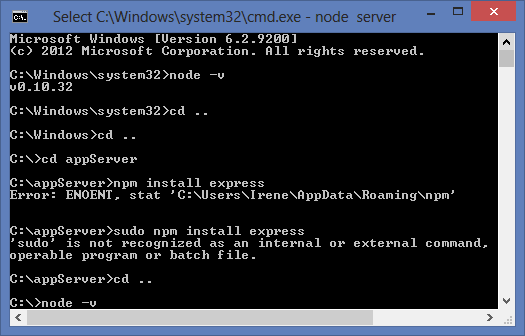 Select C:\Windows\system32\cmd.exe - node  server
Microsoft Windows [Version 6.2.9200]
(c) 2012 Microsoft Corporation. All rights reserved.
C:\Windows\system32>node -v
v0.10.32
C:\Windows\system32>cd ..
C:\Windows>cd ..
C:\>cd appServer
C:\appServer>npm install express
Error: ENOENT, stat 'C:\Users\Irene\AppData\Roaming\npm'
C:\appServer>sudo npm install express
'sudo' is not recognized as an internal or external command,
operable program or batch file.
C:\appServer>cd ..
C:\>node -v